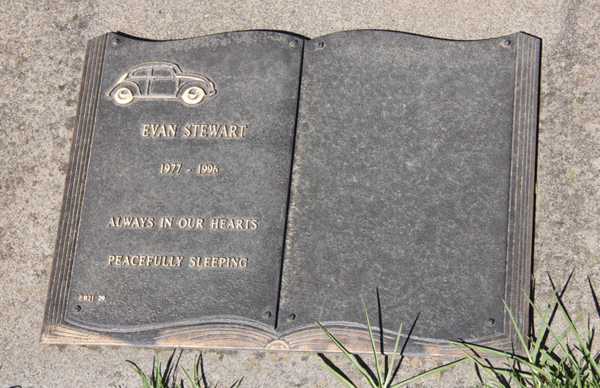 EVAN STEWART
1977 - 1996
ALWAYS IN OUR HEARTS
PEACEFULLY SLEEPING